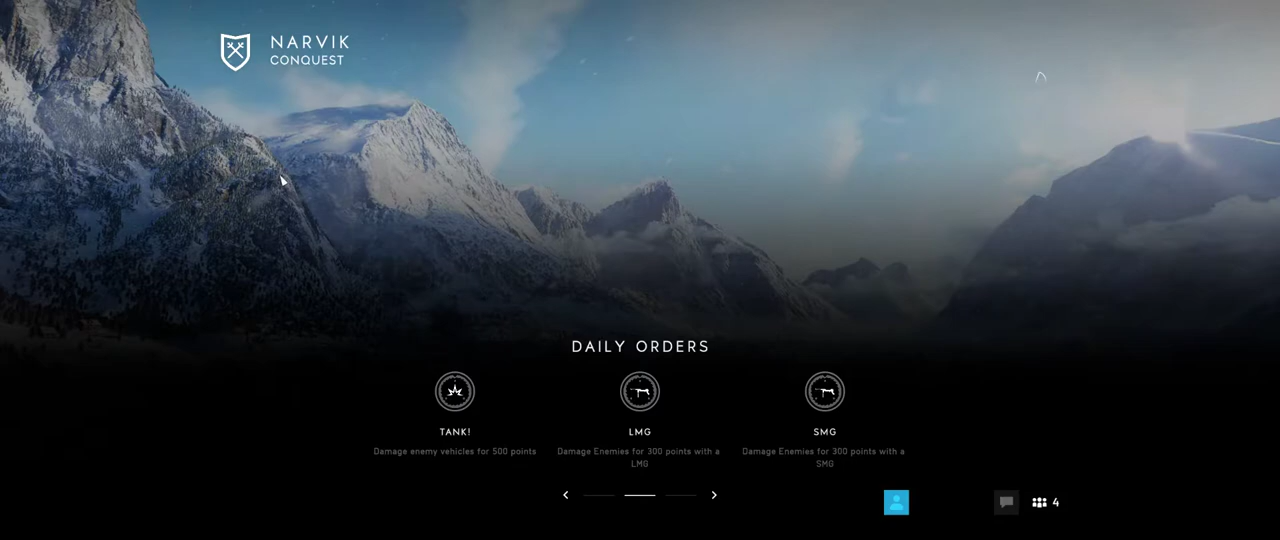 NARVIK
CONQUEST
DAILY ORDERS
TANK!
Damage enemy vehicles for 500 points
LMG
Damage Enemies for 300 points with a
LMG
SMG
Damage Enemies for 300 points with a
SMG
4